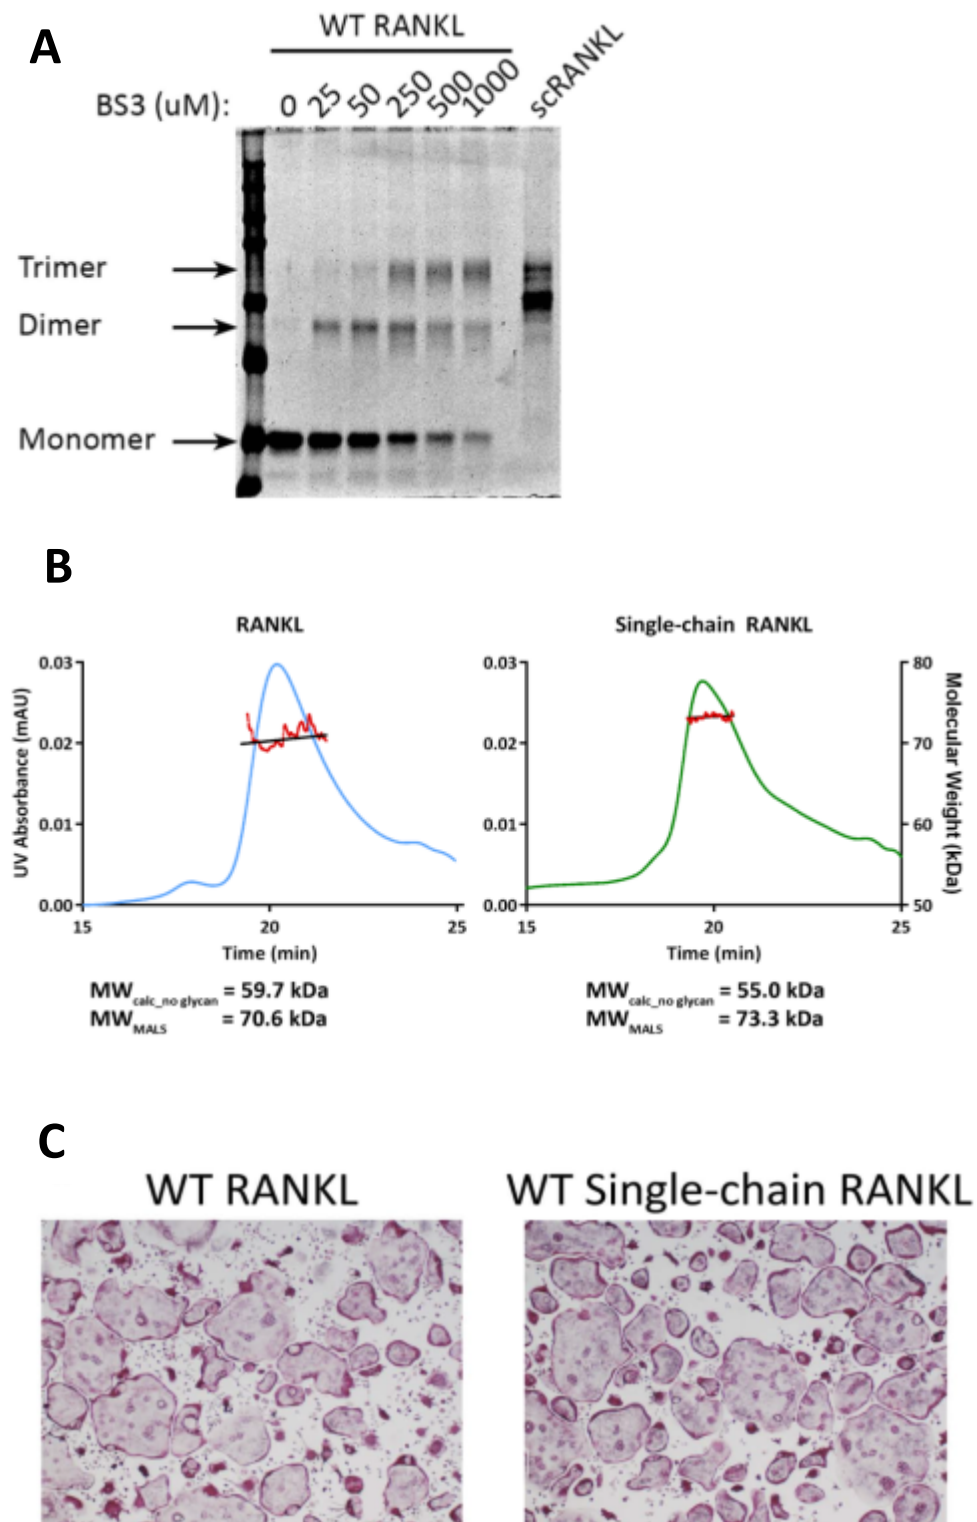 A
WT RANKL
BS3 (uM): 0 25 50 250 500 1000 scRANKL
Trimer
Dimer
Monomer
B
RANKL
Single-chain RANKL
UV Absorbance (mAU)
0.03
0.02
0.01
0.00
15 20 25
Time (min)
MWcalc_no glycan = 59.7 kDa
MWMALS = 70.6 kDa
0.03
0.02
0.01
0.00
15 20 25
Time (min)
80
70
60
50
Molecular Weight (kDa)
MWcalc_no glycan = 55.0 kDa
MWMALS = 73.3 kDa
C
WT RANKL
WT Single-chain RANKL